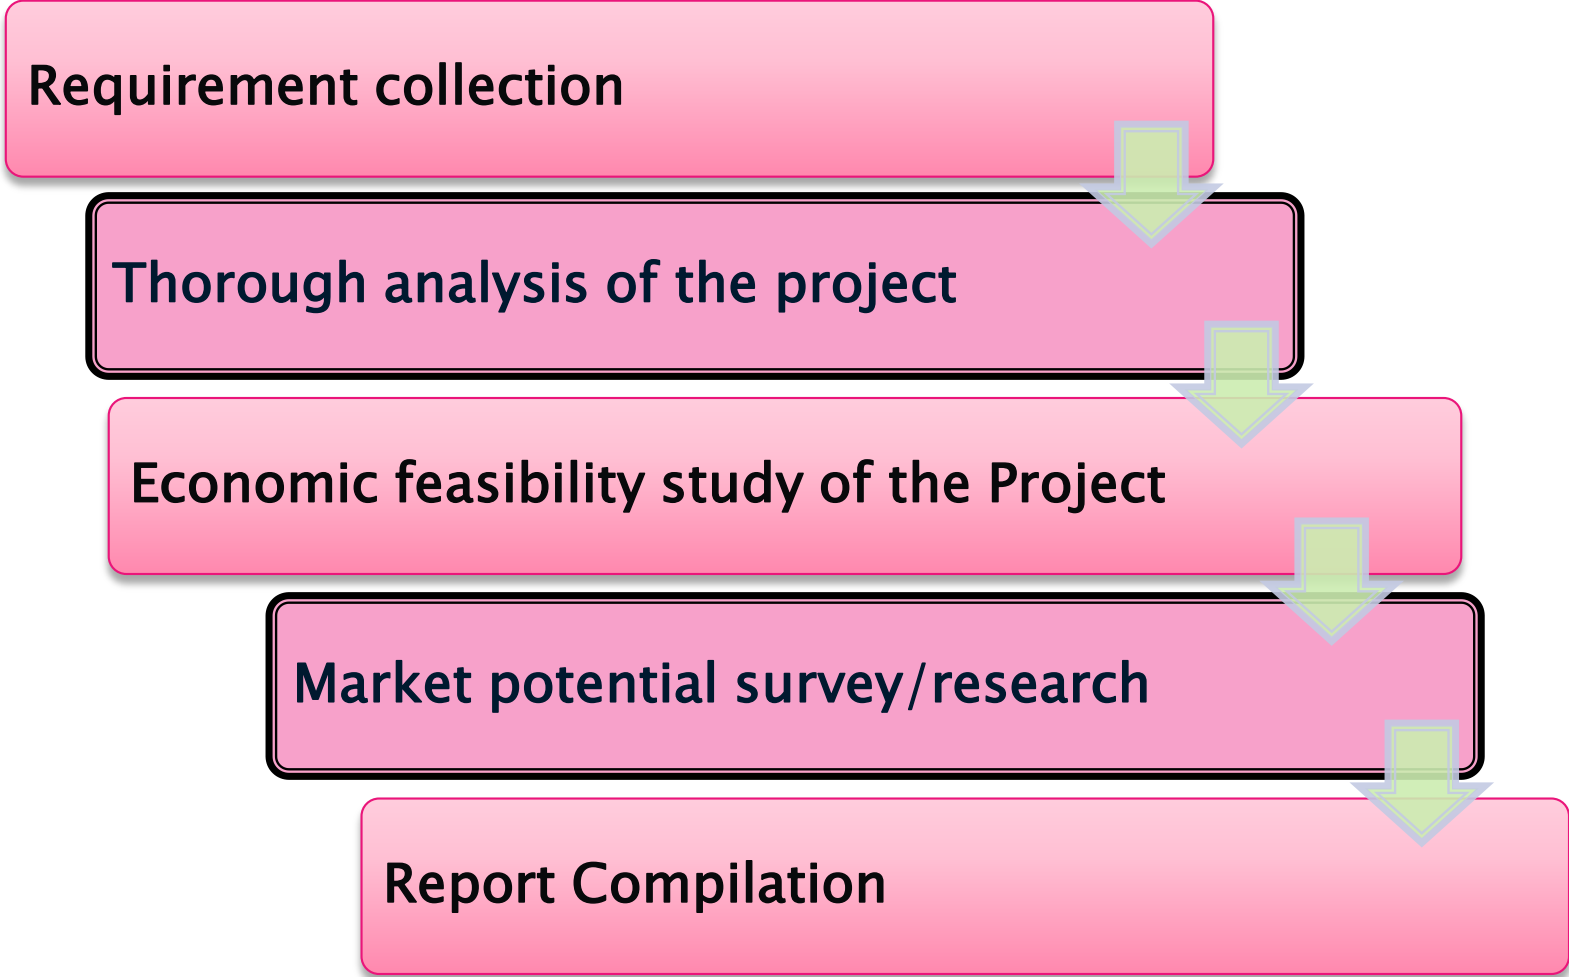 Requirement collection
Thorough analysis of the project
Economic feasibility study of the Project
Market potential survey/research
Report Compilation